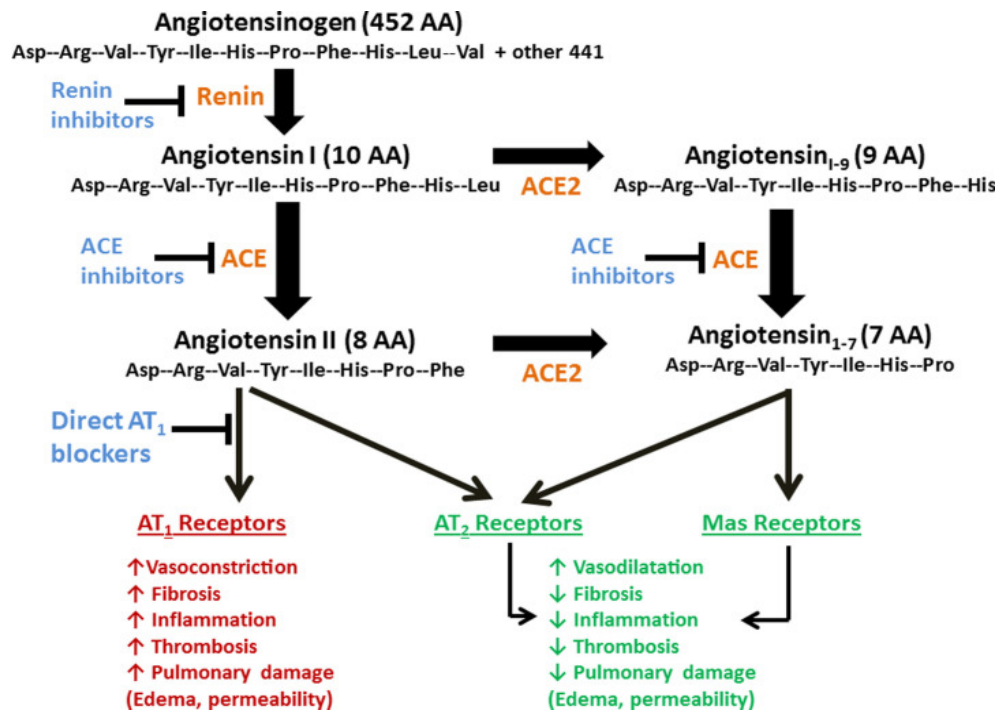 Angiotensinogen (452 AA)
Asp--Arg--Val--Tyr--Ile--His--Pro--Phe--His--Leu--Val + other 441
Renin
inhibitors
Renin
Angiotensin I (10 AA)
Asp--Arg--Val--Tyr--Ile--His--Pro--Phe--His--Leu
ACE2
AngiotensinI-9 (9 AA)
Asp--Arg--Val--Tyr--Ile--His--Pro--Phe--His
ACE
inhibitors
ACE
ACE
inhibitors
ACE
Angiotensin II (8 AA)
Asp--Arg--Val--Tyr--Ile--His--Pro--Phe
ACE2
Angiotensin1-7 (7 AA)
Asp--Arg--Val--Tyr--Ile--His--Pro
Direct AT1
blockers
AT1 Receptors
↑Vasoconstriction
↑ Fibrosis
↑ Inflammation
↑ Thrombosis
↑ Pulmonary damage
(Edema, permeability)
AT2 Receptors
Mas Receptors
↑ Vasodilatation
↓ Fibrosis
↓ Inflammation
↓ Thrombosis
↓ Pulmonary damage
(Edema, permeability)